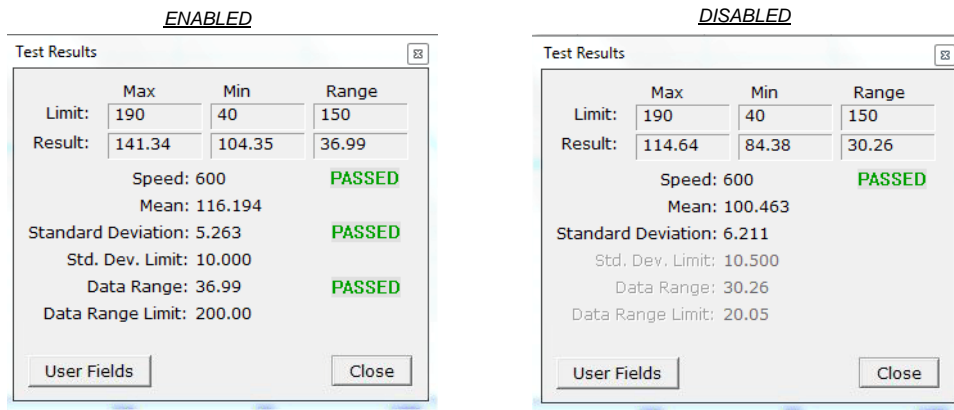 ENABLED
Test Results
Max Min Range
Limit: 190 40 150
Result: 141.34 104.35 36.99
Speed: 600 PASSED
Mean: 116.194
Standard Deviation: 5.263 PASSED
Std. Dev. Limit: 10.000
Data Range: 36.99 PASSED
Data Range Limit: 200.00
User Fields Close
DISABLED
Test Results
Max Min Range
Limit: 190 40 150
Result: 114.64 84.38 30.26
Speed: 600 PASSED
Mean: 100.463
Standard Deviation: 6.211
Std. Dev. Limit: 10.500
Data Range: 30.26
Data Range Limit: 20.05
User Fields Close